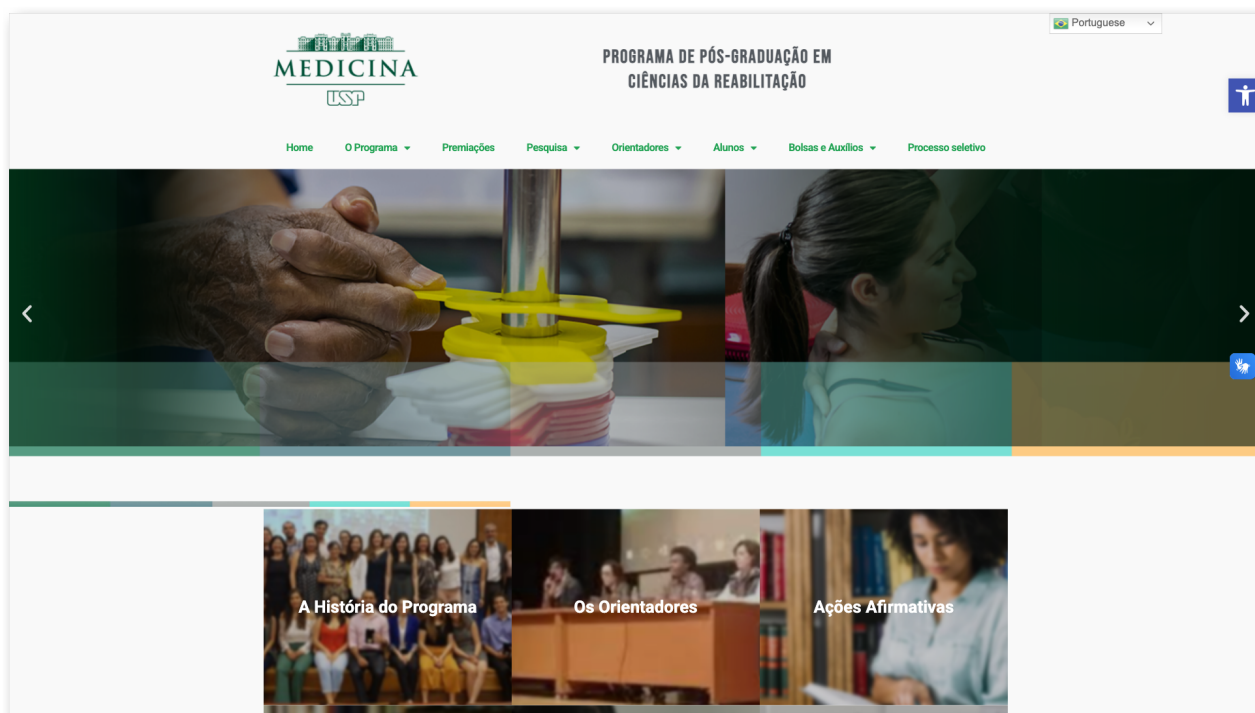 Portuguese
MEDICINA
USP
PROGRAMA DE PÓS-GRADUAÇÃO EM
CIÊNCIAS DA REABILITAÇÃO
Home O Programa Premiações Pesquisa Orientadores Alunos Bolsas e Auxílios Processo seletivo
A História do Programa Os Orientadores Ações Afirmativas